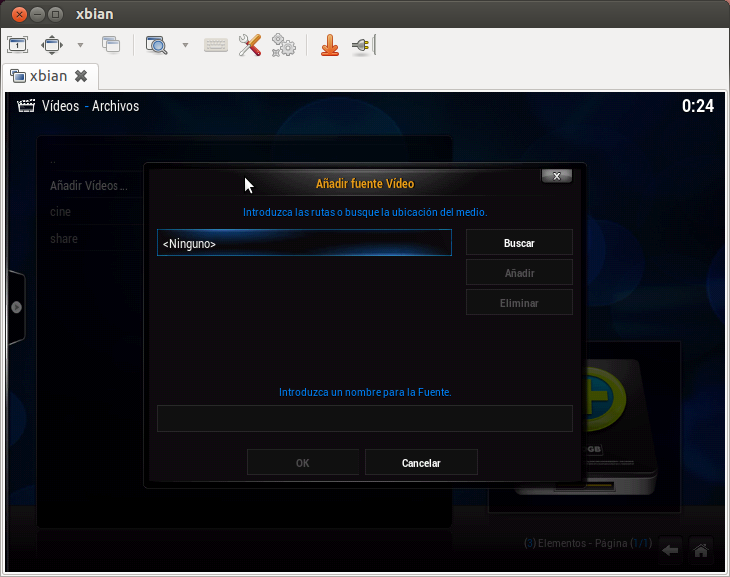 xbian
xbian
Vídeos - Archivos
0:24
..
Añadir Vídeos...
cine
share
Añadir fuente Vídeo
Introduzca las rutas o busque la ubicación del medio.
<Ninguno>
Buscar
Añadir
Eliminar
Introduzca un nombre para la Fuente.
OK
Cancelar
GB
(3) Elementos - Página (1/1)